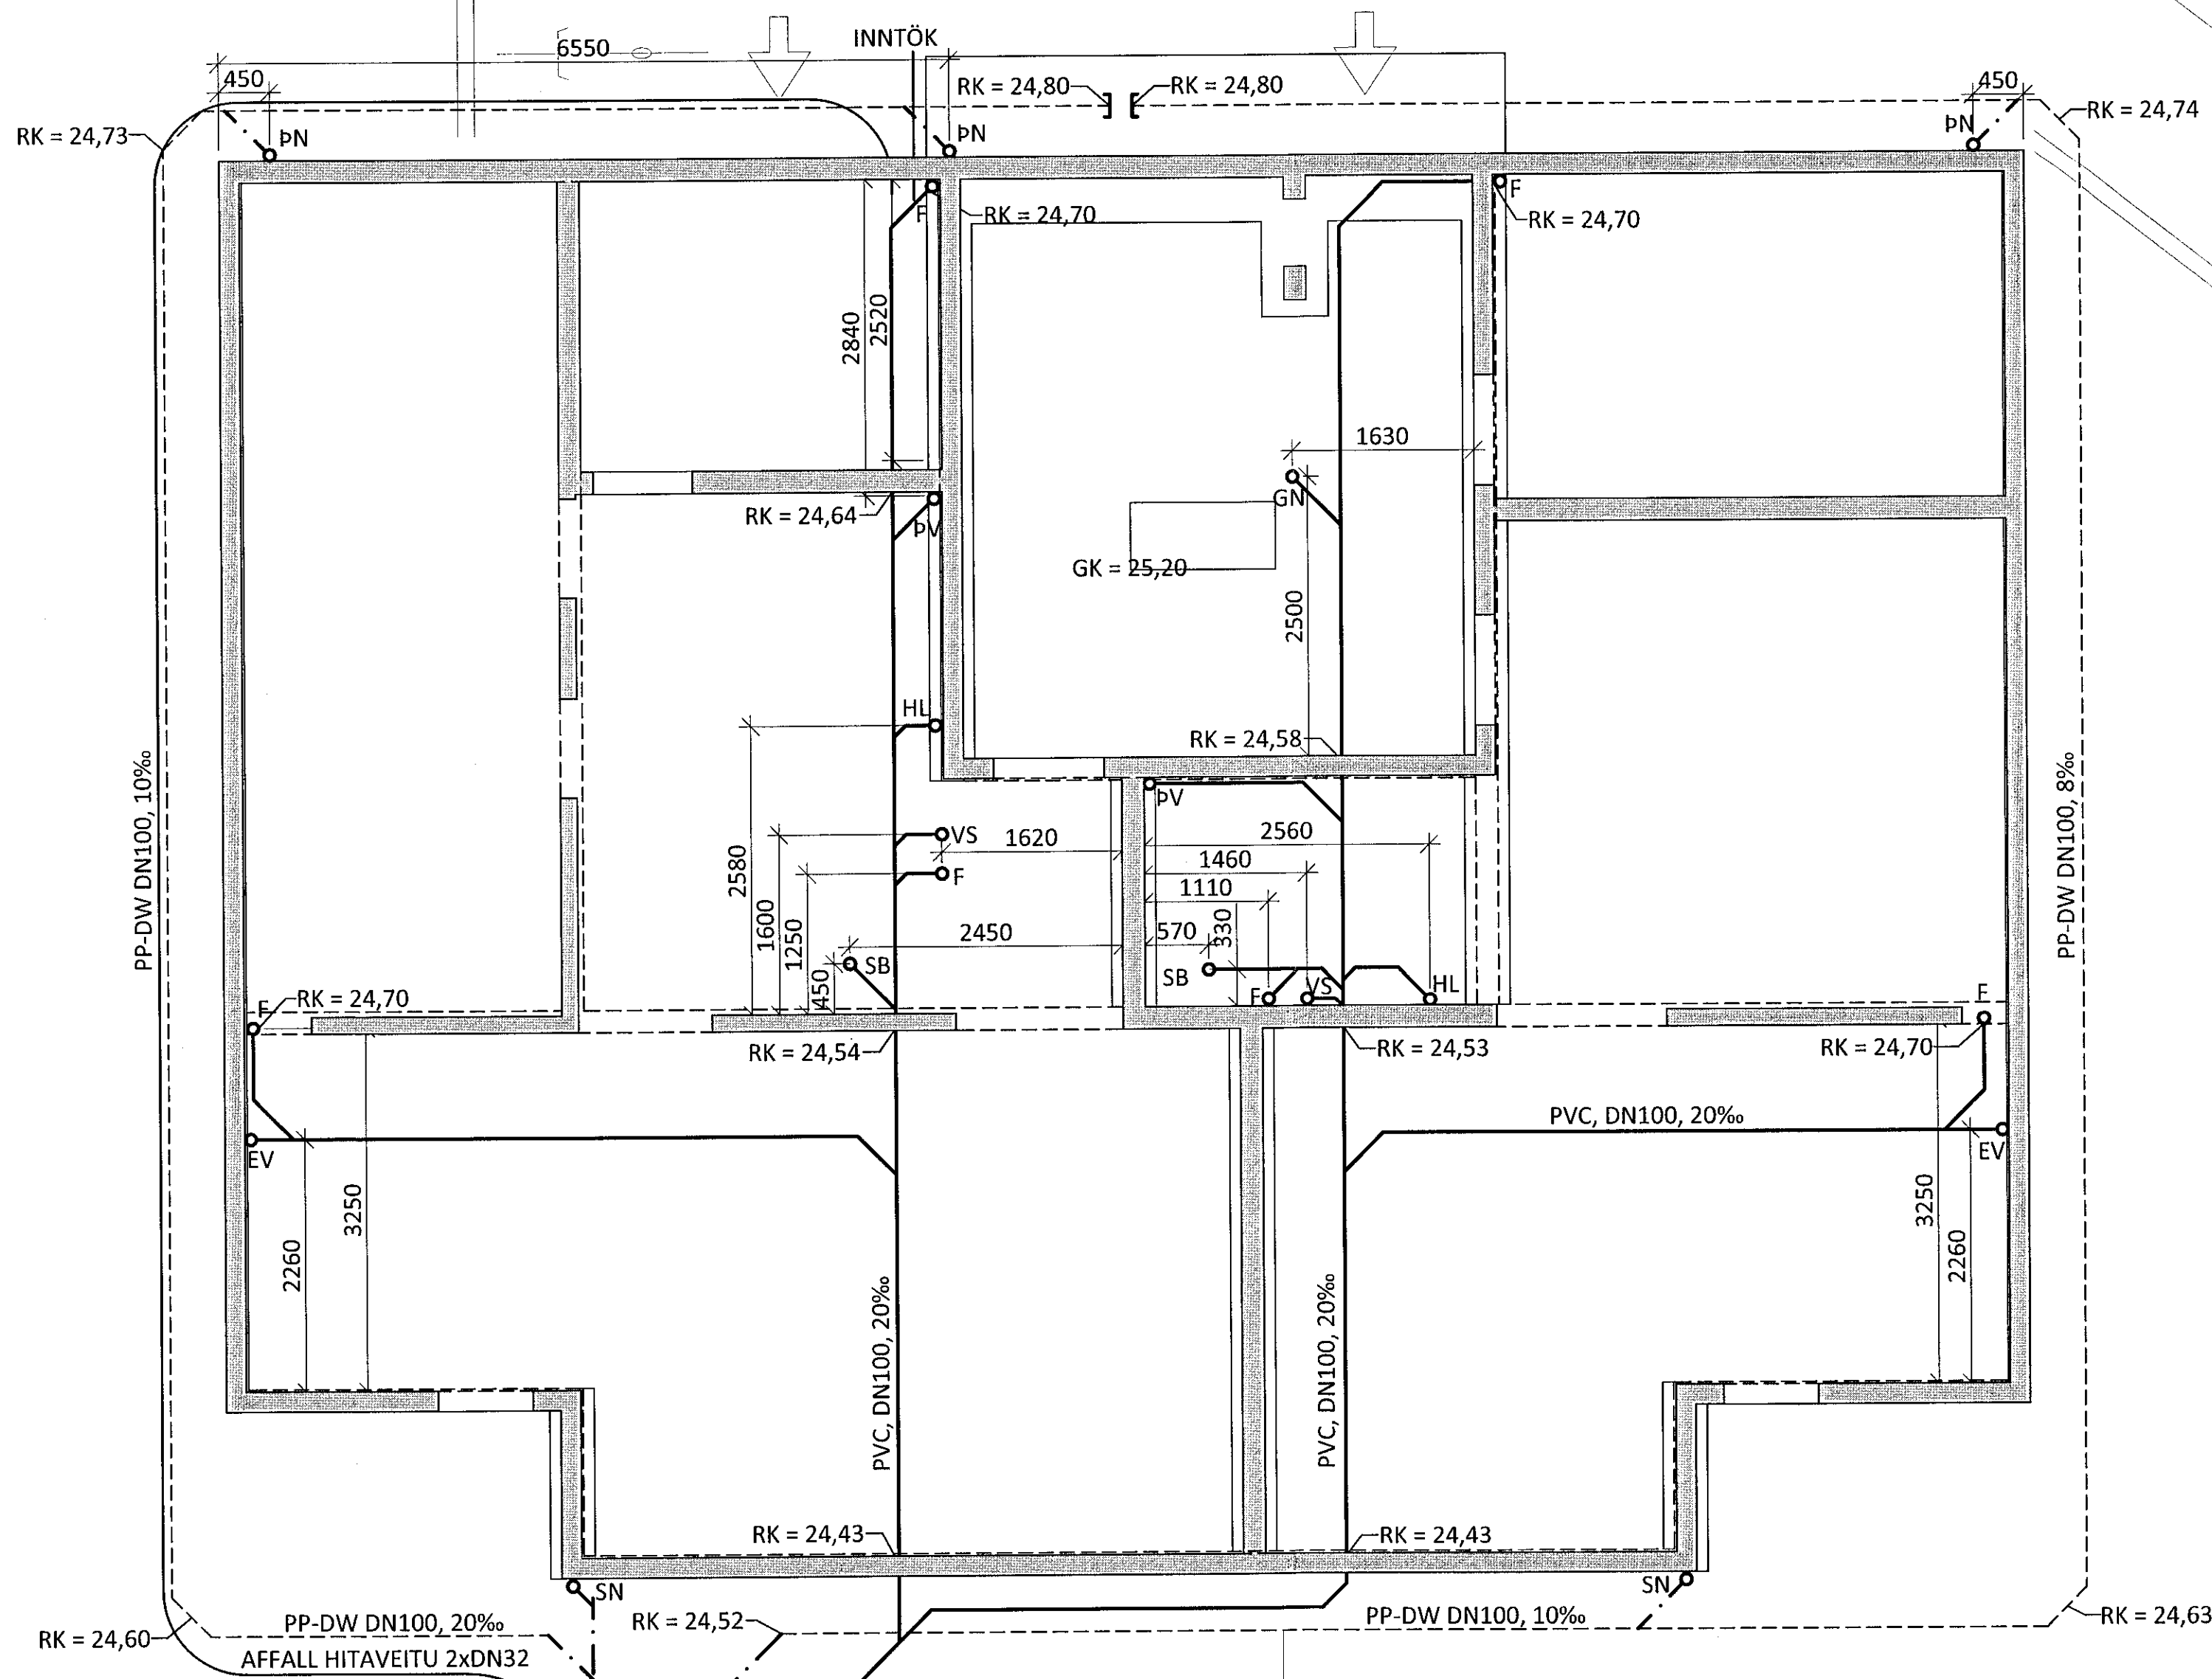 6550
INNTÖK
450
RK = 24,80
RK = 24,80
450
RK = 24,73
ÞN
ÞN
ÞN
RK = 24,74
F
RK = 24,70
F
RK = 24,70
2840
2520
1630
GN
RK = 24,64
ÞV
GK = 25,20
2500
HL
RK = 24,58
ÞV
PP-DW DN100, 10‰
PP-DW DN100, 8‰
VS
1620
2560
F
1460
1110
2580
1600
1250
450
2450
570
330
SB
SB
F
VS
HL
F
RK = 24,70
F
RK = 24,54
RK = 24,53
RK = 24,70
PVC, DN100, 20‰
EV
EV
2260
3250
3250
2260
PVC, DN100, 20‰
PVC, DN100, 20‰
RK = 24,43
RK = 24,43
SN
SN
RK = 24,60
PP-DW DN100, 20‰
RK = 24,52
PP-DW DN100, 10‰
RK = 24,63
AFFALL HITAVEITU 2xDN32